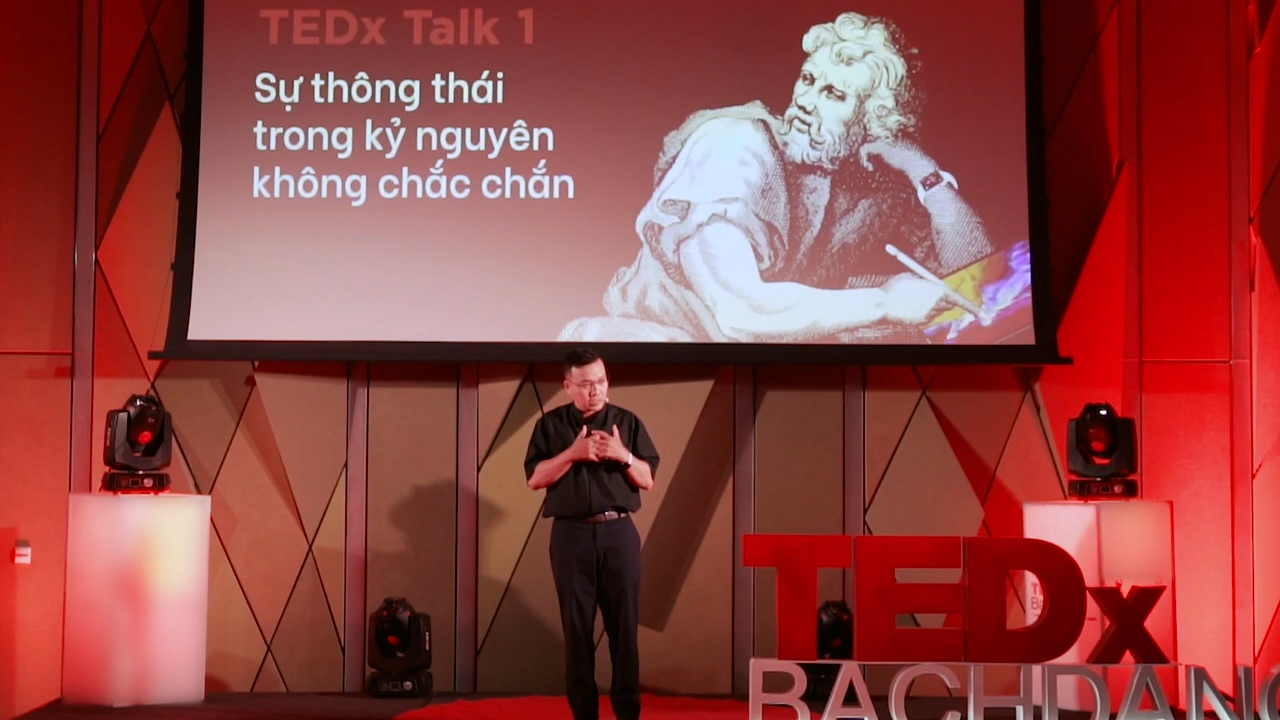 TEDx Talk 1
Sự thông thái
trong kỷ nguyên
không chắc chắn
TEDx
BACHDANG